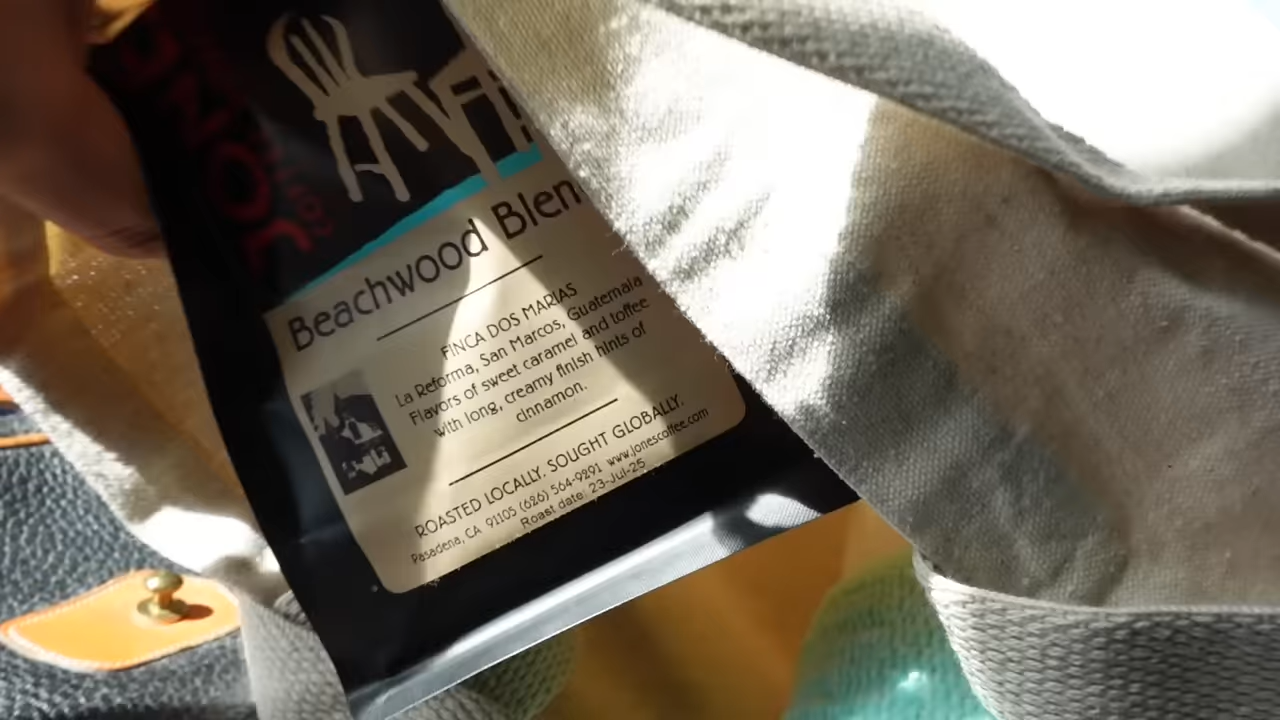 Beachwood Blen
FINCA DOS MARIAS
La Reforma, San Marcos, Guatemala
Flavors of sweet caramel and toffee
with long, creamy finish hints of
cinnamon.
ROASTED LOCALLY. SOUGHT GLOBALLY.
Pasadena, CA 91105 (626) 564-9291 www.jonescoffee.com
Roast date: 23-Jul-25